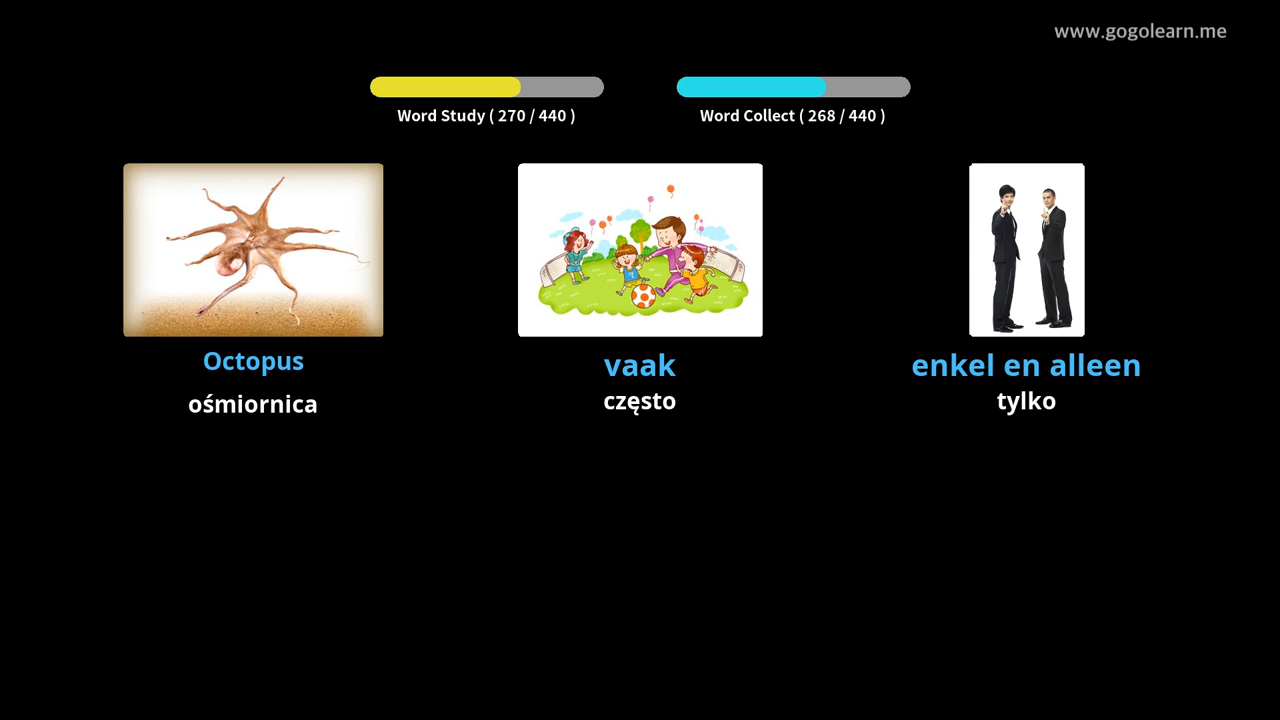 www.gogolearn.me
Word Study ( 270 / 440 )
Word Collect ( 268 / 440 )
Octopus
ośmiornica
vaak
często
enkel en alleen
tylko